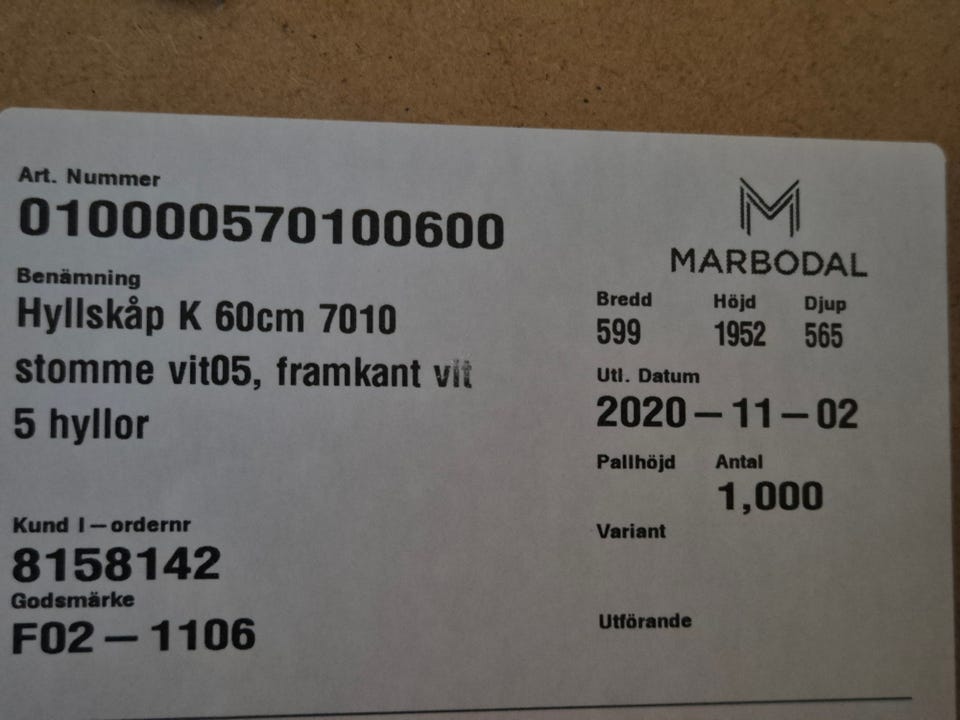 Art. Nummer
010000570100600
Benämning
Hyllskåp K 60cm 7010
stomme vit05, framkant vit
5 hyllor
Kund I-ordernr
8158142
Godsmärke
F02-1106
MARBODAL
Bredd Höjd Djup
599 1952 565
Utl. Datum
2020-11-02
Pallhöjd Antal
1,000
Variant
Utförande